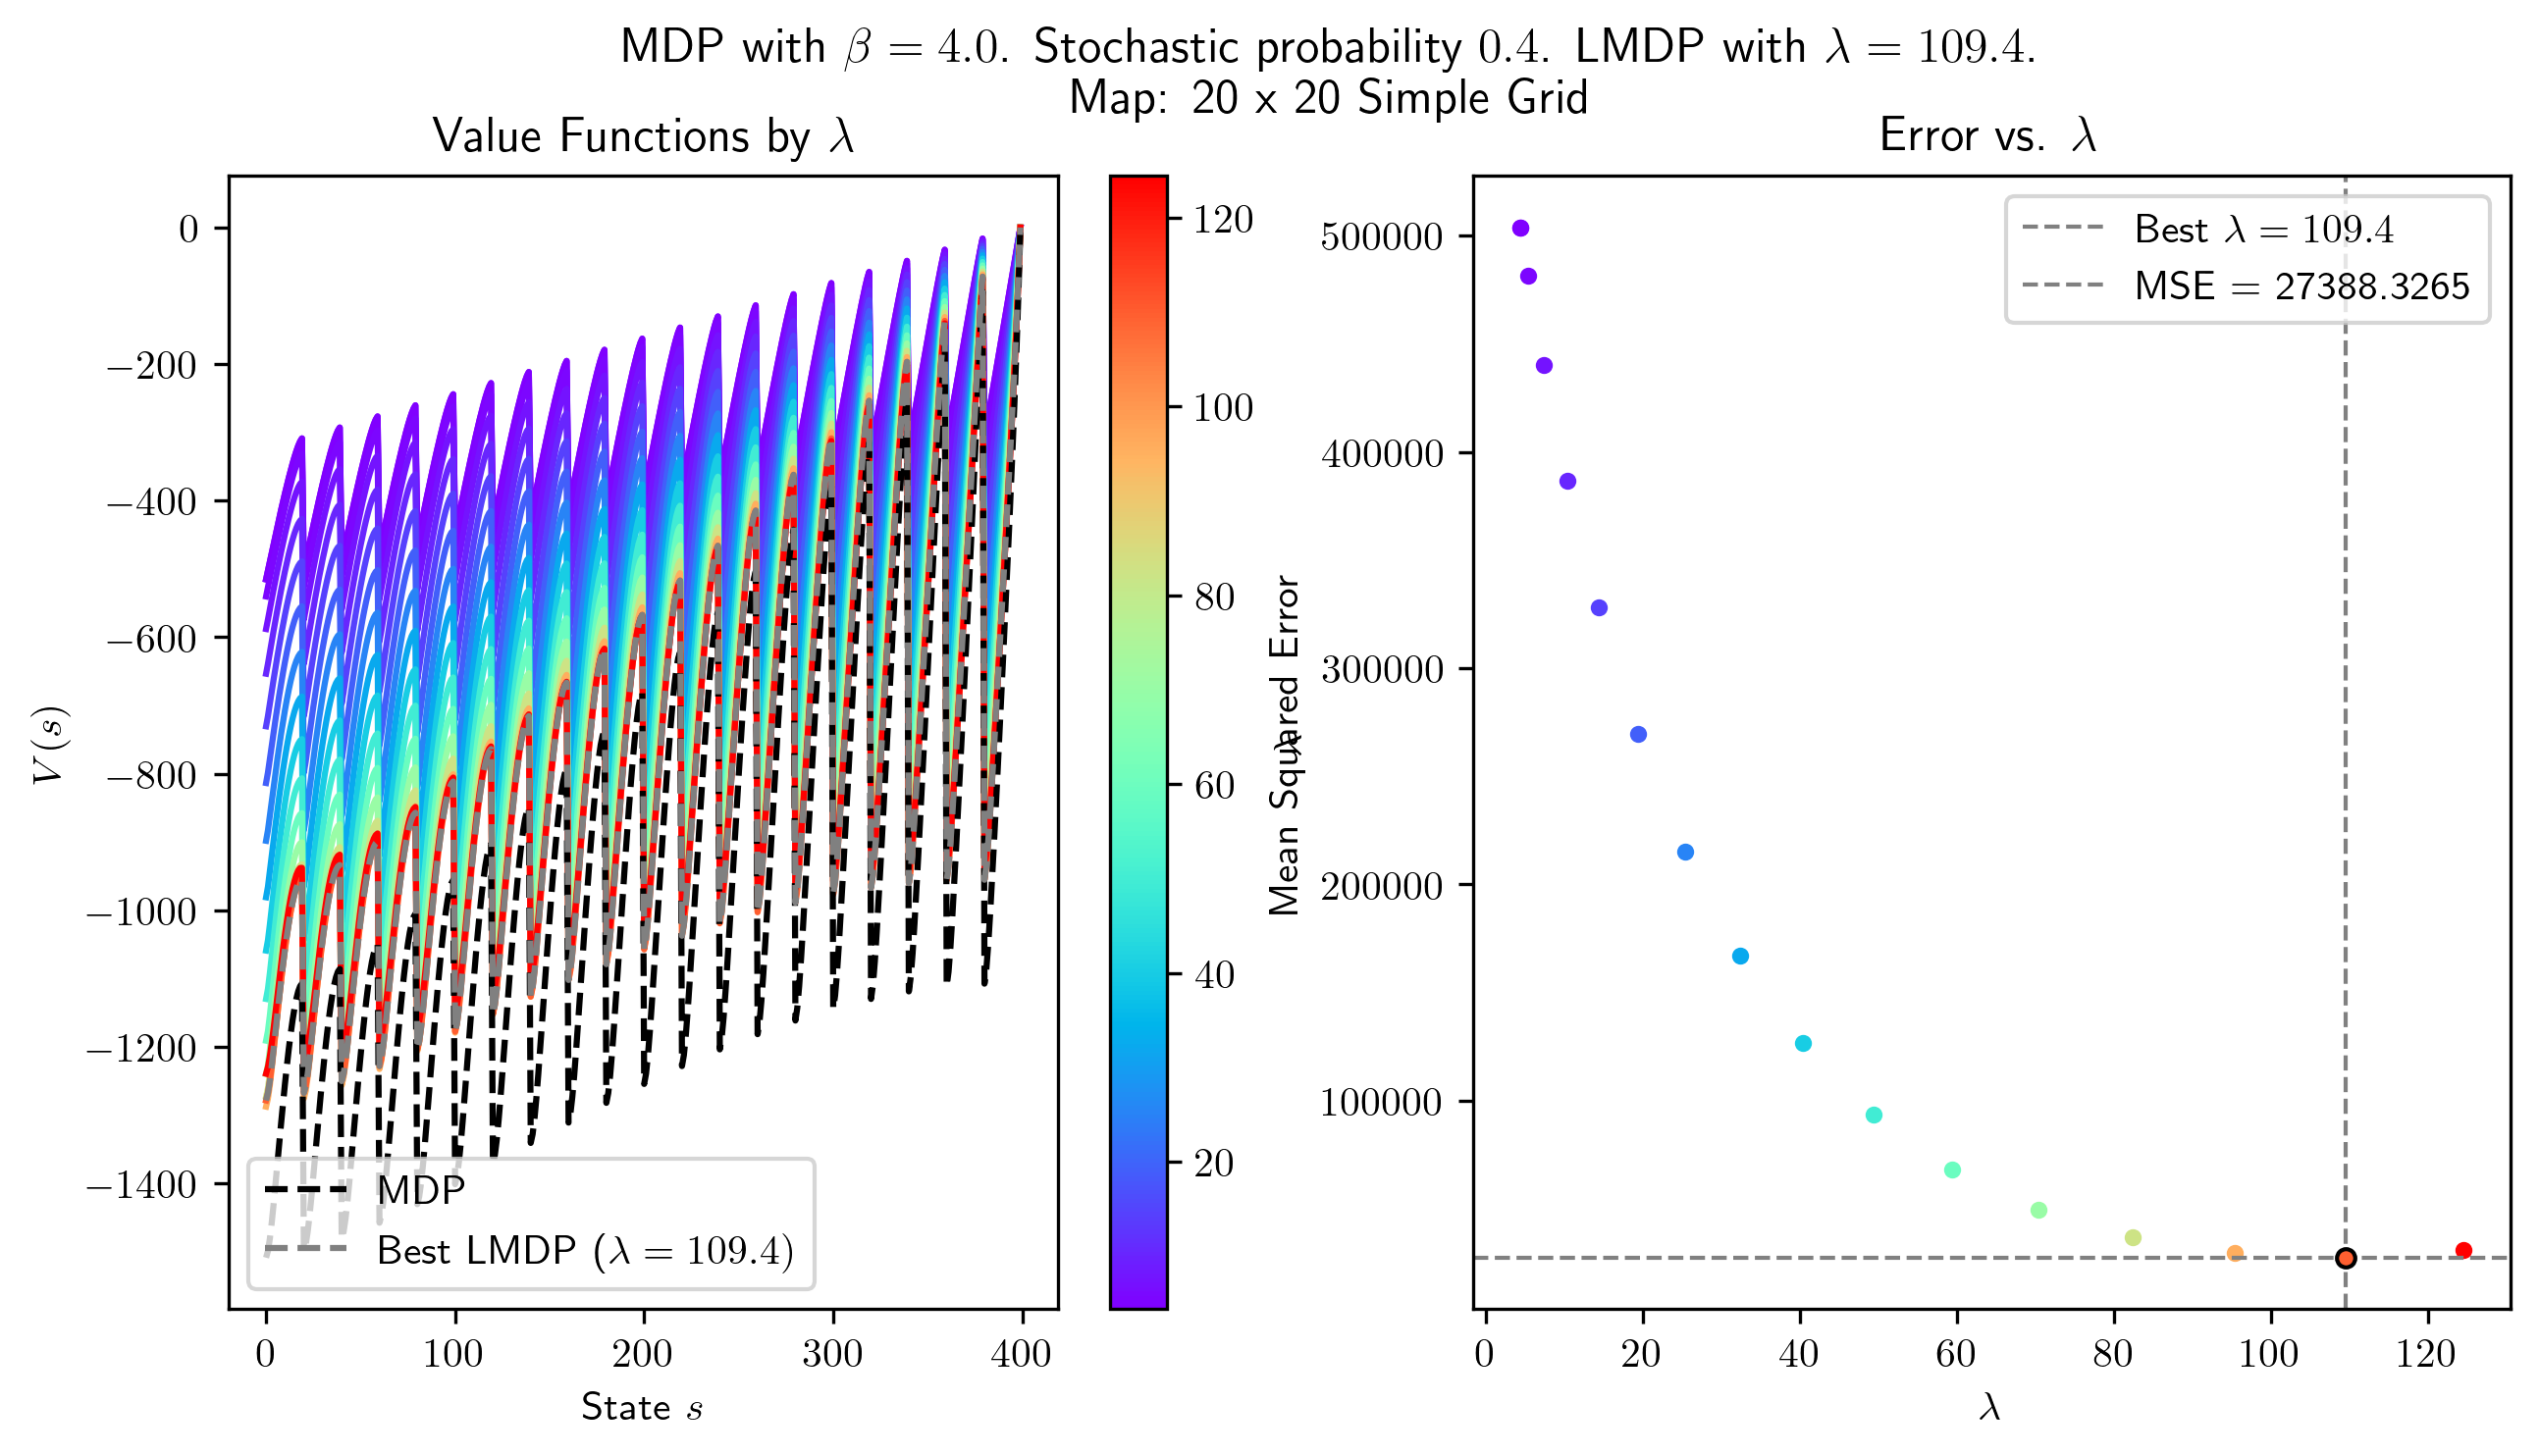 MDP with β = 4.0. Stochastic probability 0.4. LMDP with λ = 109.4.
Map: 20 x 20 Simple Grid
Value Functions by λ
0
−200
−400
−600
−800
−1000
−1200
−1400
V(s)
0
100
200
300
400
State s
MDP
Best LMDP (λ = 109.4)
120
100
80
60
40
20
λ
Error vs. λ
Mean Squared Error
500000
400000
300000
200000
100000
0
20
40
60
80
100
120
λ
Best λ = 109.4
MSE = 27388.3265